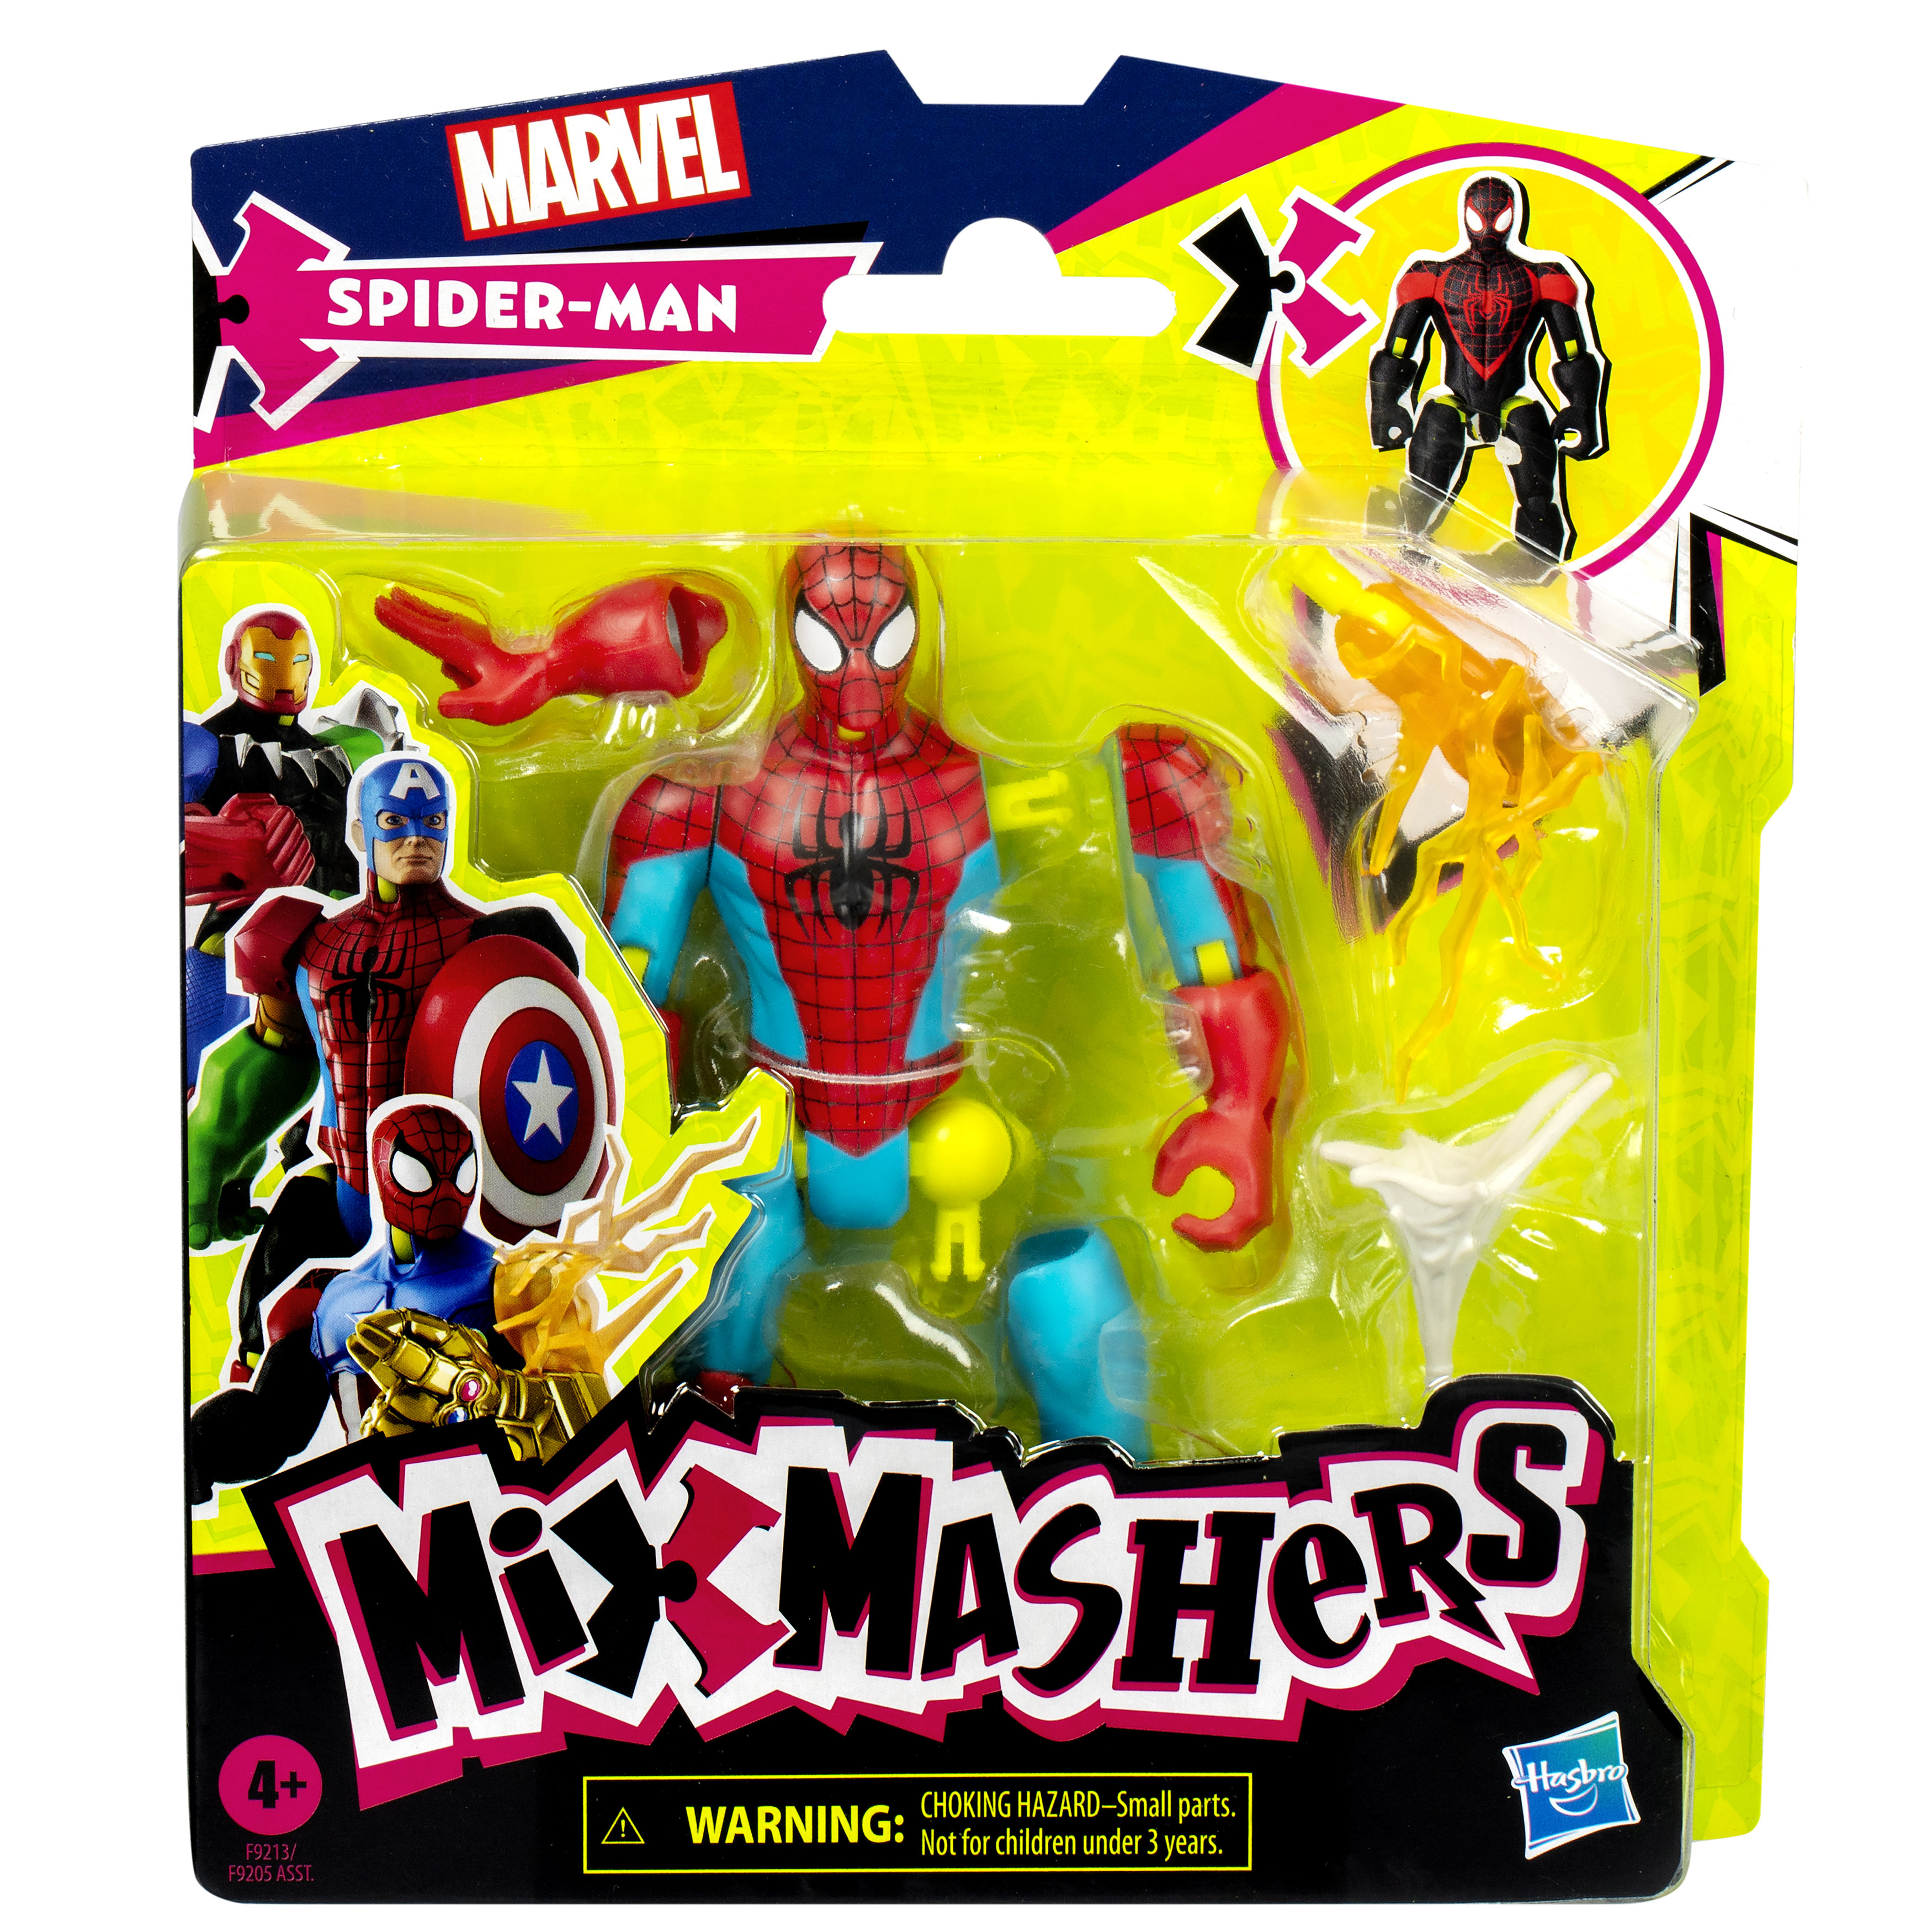 MARVEL
SPIDER-MAN
A
MiXMASHeRS
4+
F9213/
F9205 ASST.
WARNING:
CHOKING HAZARD–Small parts.
Not for children under 3 years.
Hasbro